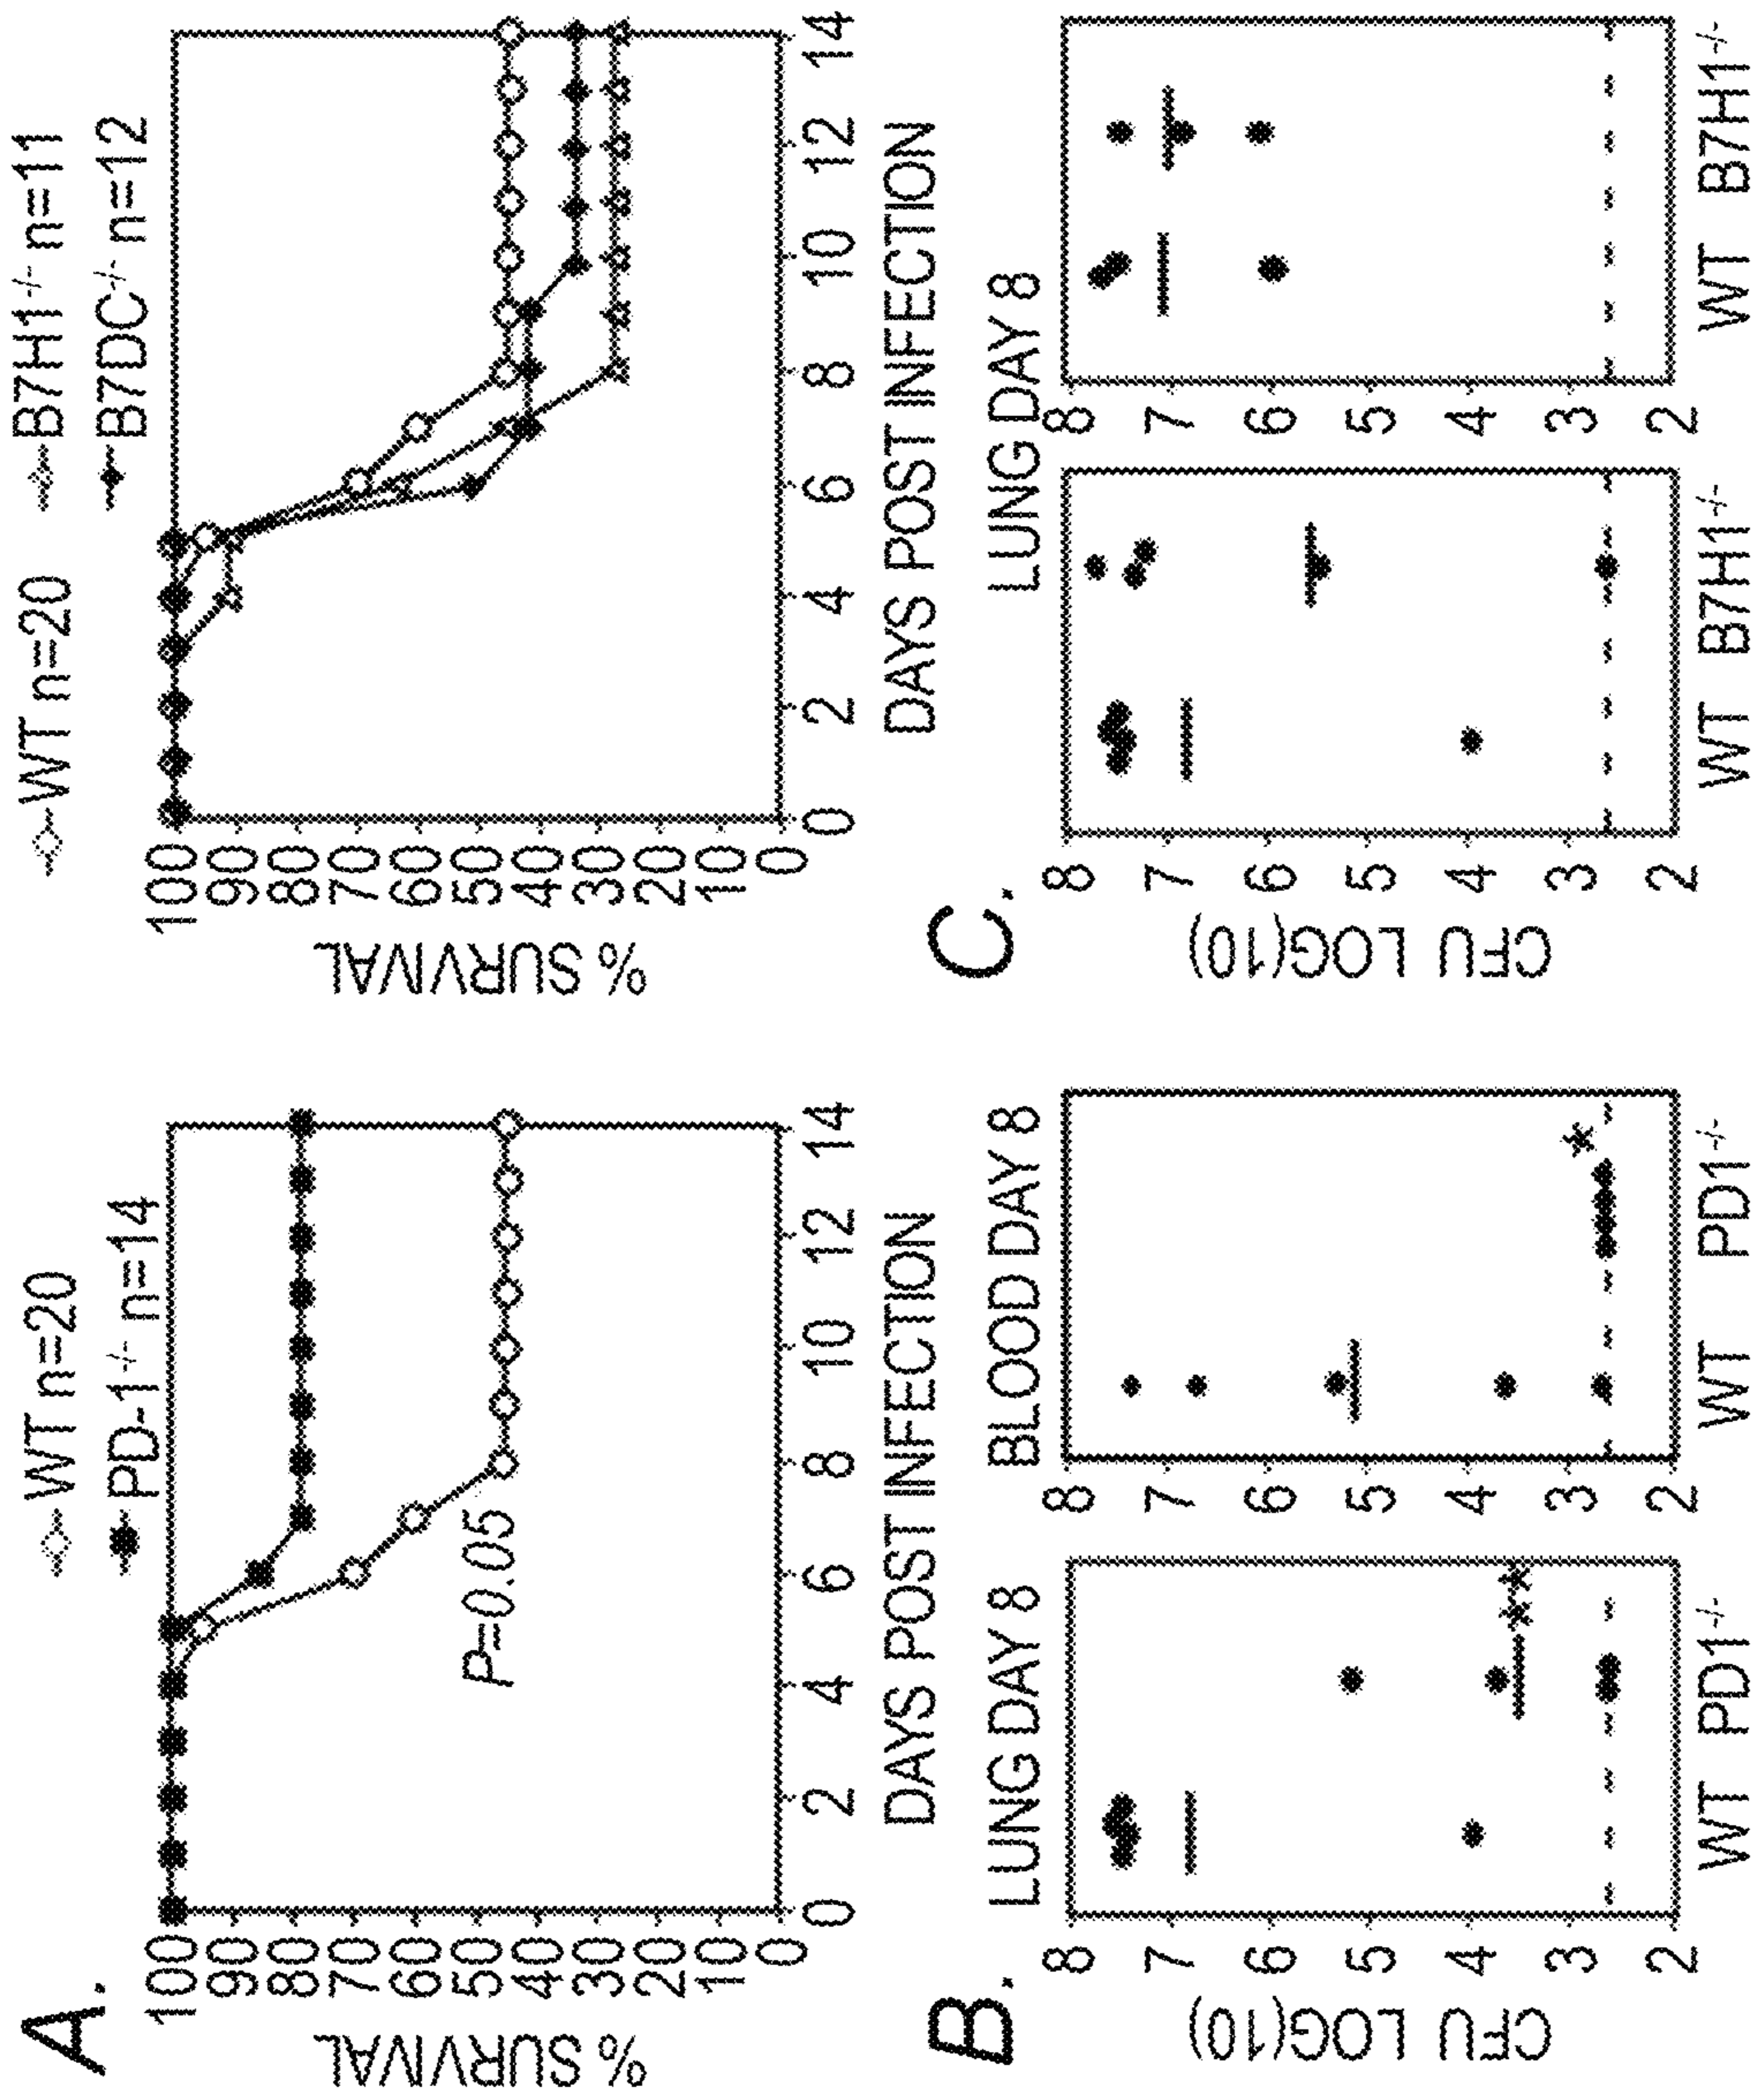 A.
WT n=20
PD-1-/- n=14
% SURVIVAL
100
90
80
70
60
50
40
30
20
10
0
P=0.05
0 2 4 6 8 10 12 14
DAYS POST INFECTION
WT n=20 B7H1-/- n=11
B7DC-/- n=12
% SURVIVAL
100
90
80
70
60
50
40
30
20
10
0
0 2 4 6 8 10 12 14
DAYS POST INFECTION
B.
LUNG DAY 8
CFU LOG(10)
8
7
6
5
4
3
2
**
WT PD1-/-
BLOOD DAY 8
8
7
6
5
4
3
2
*
WT PD1-/-
C.
LUNG DAY 8
CFU LOG(10)
8
7
6
5
4
3
2
WT B7H1-/-
8
7
6
5
4
3
2
WT B7H1-/-